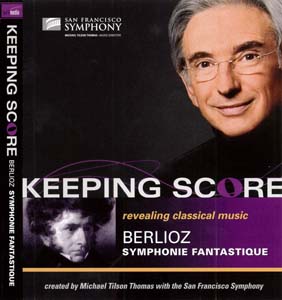 SAN FRANCISCO
SYMPHONY
MICHAEL TILSON THOMAS MUSIC DIRECTOR
KEEPING SCORE
revealing classical music
BERLIOZ
SYMPHONIE FANTASTIQUE
created by Michael Tilson Thomas with the San Francisco Symphony
KEEPING SCORE
BERLIOZ SYMPHONIE FANTASTIQUE